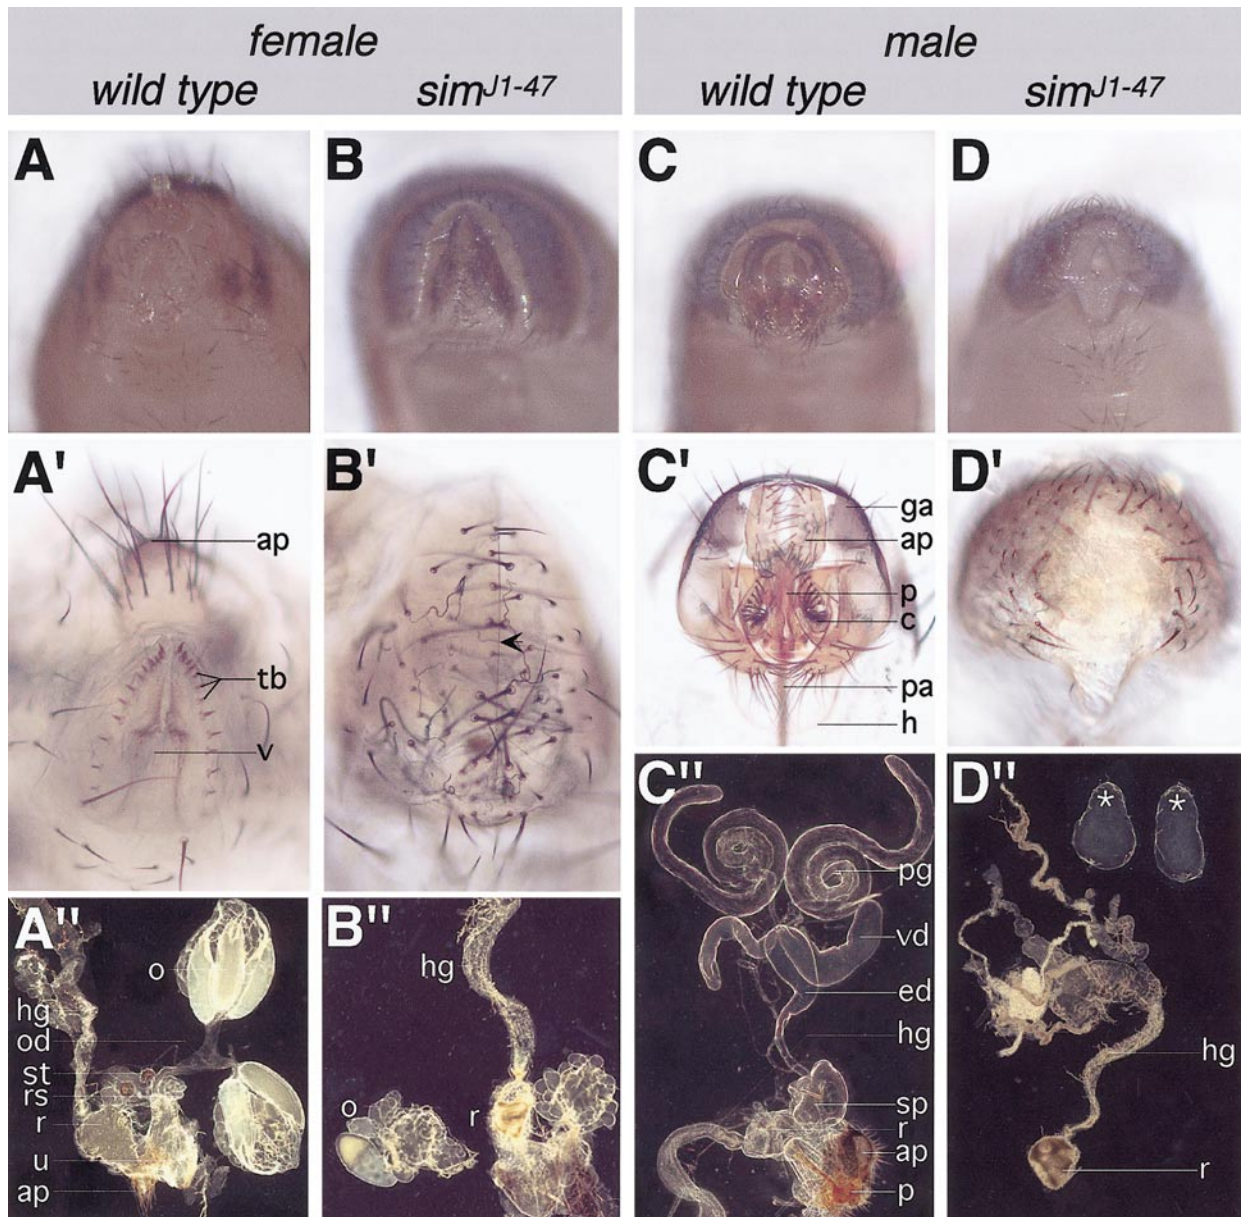 female
male
wild type
sim^J1-47
wild type
sim^J1-47
A
B
C
D
A'
ap
tb
v
B'
C'
ga
ap
p
c
pa
h
D'
A"
o
hg
od
st
rs
r
u
ap
B"
hg
o
r
C"
pg
vd
ed
hg
sp
r
ap
p
D"
* *
hg
r